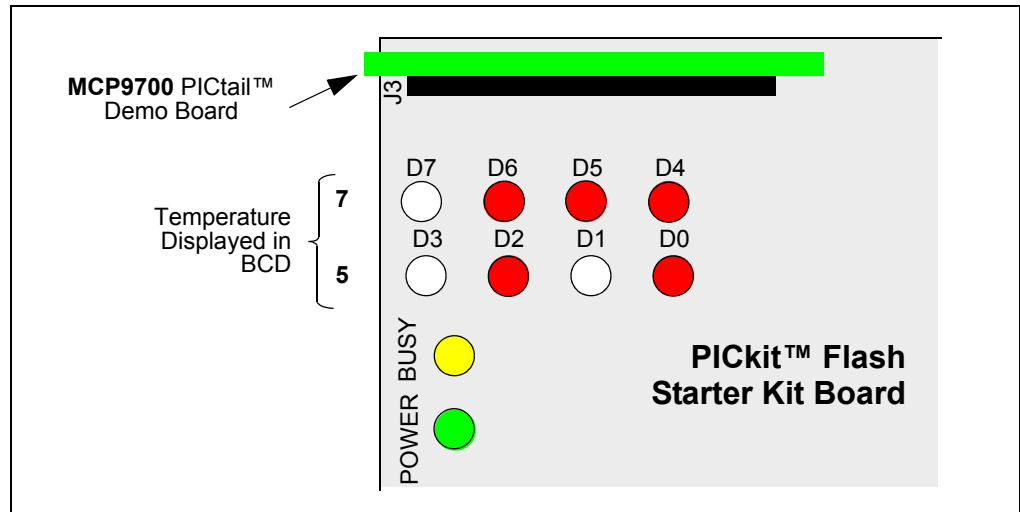 MCP9700 PICtail™
Demo Board
J3
D7 D6 D5 D4
7
Temperature
Displayed in
BCD
D3 D2 D1 D0
5
BUSY
POWER
PICkit™ Flash
Starter Kit Board